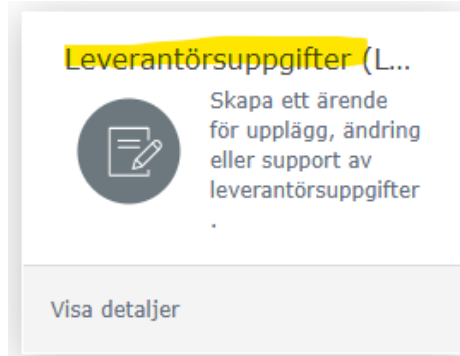 Leverantörsuppgifter (L...
Skapa ett ärende
för upplägg, ändring
eller support av
leverantörsuppgifter
.
Visa detaljer